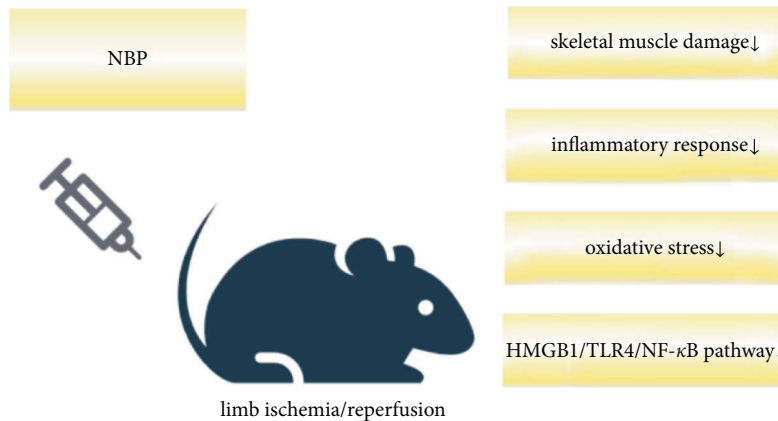 NBP
skeletal muscle damage↓
inflammatory response↓
oxidative stress↓
HMGB1/TLR4/NF-κB pathway
limb ischemia/reperfusion